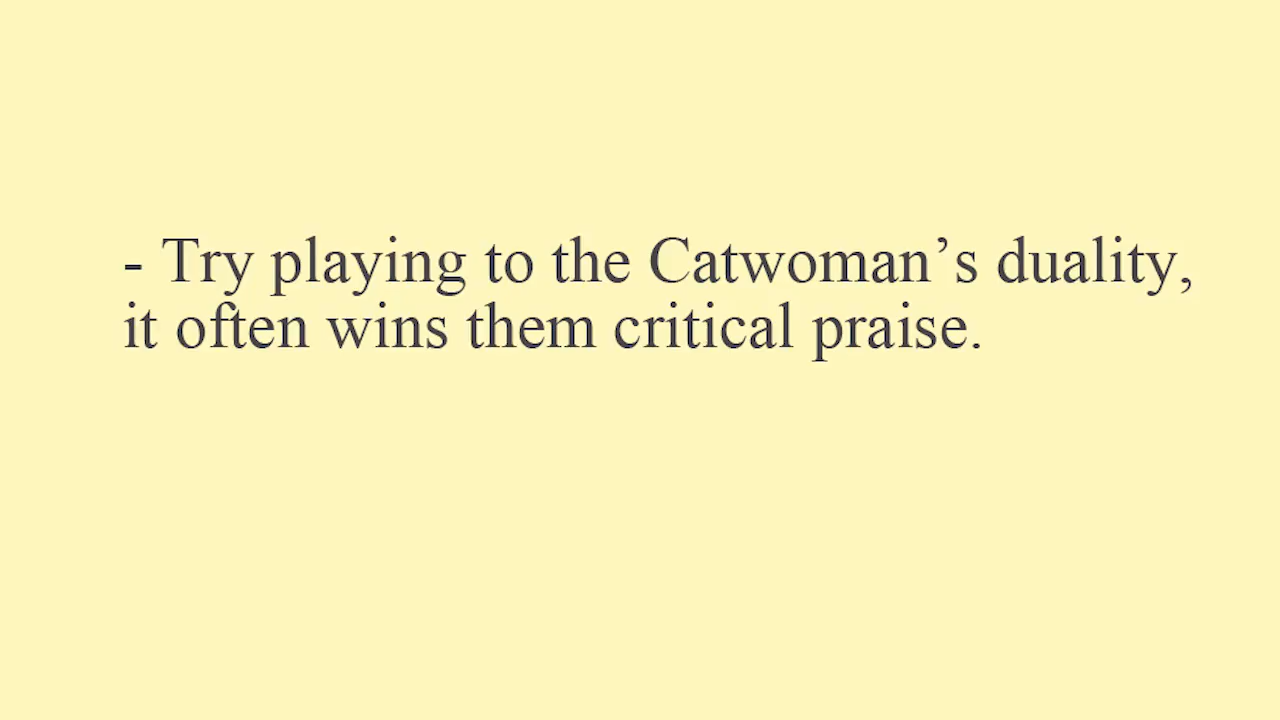 - Try playing to the Catwoman’s duality,
it often wins them critical praise.